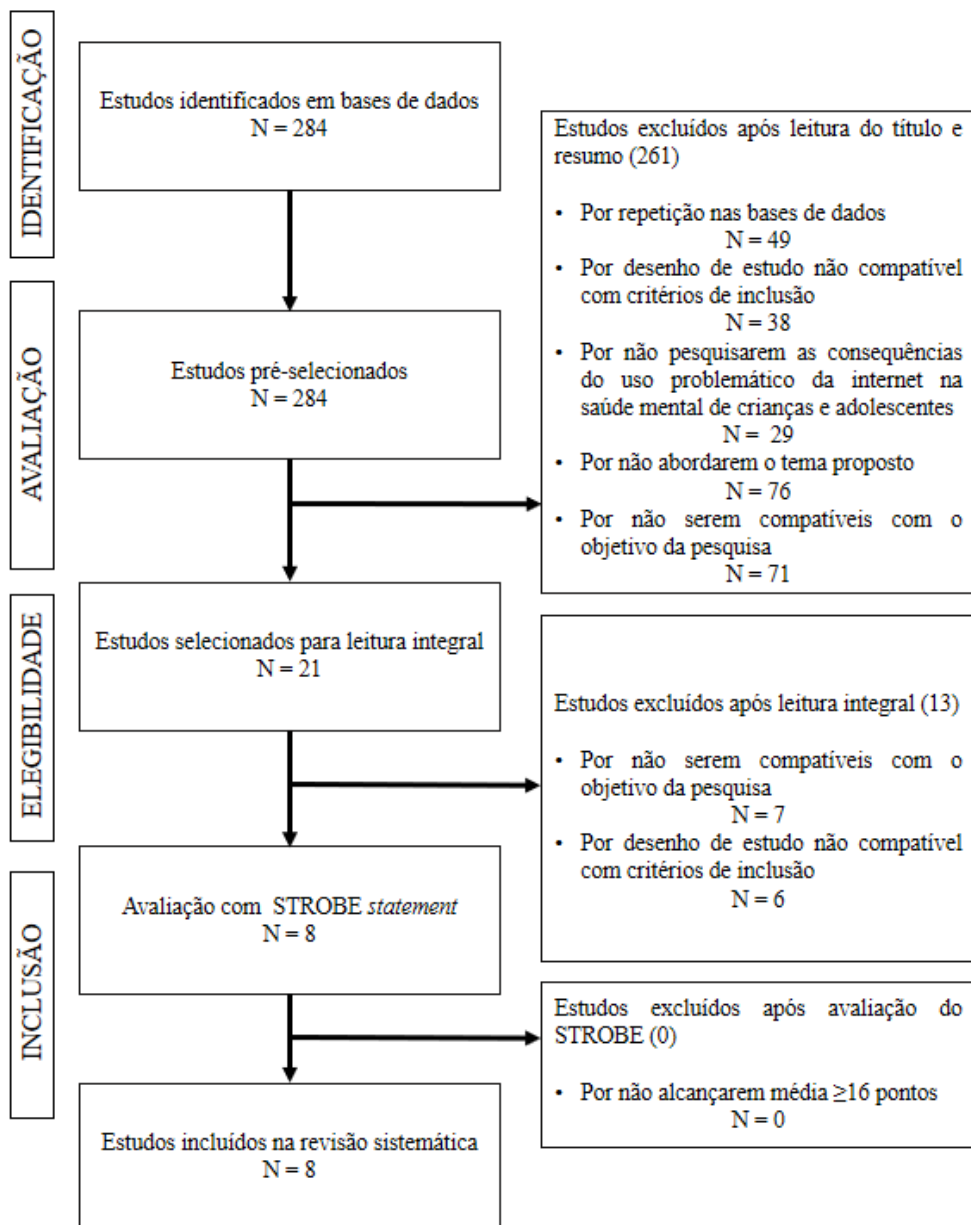 IDENTIFICAÇÃO
Estudos identificados em bases de dados
N = 284
AVALIAÇÃO
Estudos pré-selecionados
N = 284
Estudos excluídos após leitura do título e
resumo (261)
• Por repetição nas bases de dados
N = 49
• Por desenho de estudo não compatível
com critérios de inclusão
N = 38
• Por não pesquisarem as consequências
do uso problemático da internet na
saúde mental de crianças e adolescentes
N = 29
• Por não abordarem o tema proposto
N = 76
• Por não serem compatíveis com o
objetivo da pesquisa
N = 71
ELEGIBILIDADE
Estudos selecionados para leitura integral
N = 21
Estudos excluídos após leitura integral (13)
• Por não serem compatíveis com o
objetivo da pesquisa
N = 7
• Por desenho de estudo não compatível
com critérios de inclusão
N = 6
INCLUSÃO
Avaliação com STROBE statement
N = 8
Estudos excluídos após avaliação do
STROBE (0)
• Por não alcançarem média ≥16 pontos
N = 0
Estudos incluídos na revisão sistemática
N = 8